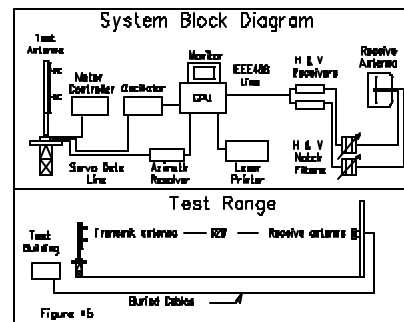 System Block Diagram
Test
Antenna
Motor
Controller
Oscillator
Monitor
CPU
IEEE488
Line
H & V
Receivers
Receive
Antenna
Servo Data
Line
Azimuth
Resolver
Laser
Printer
H & V
Notch
Filters
Test Range
Test
Building
Transmit antenna
Receive antenna
Buried Cables
Figure #6